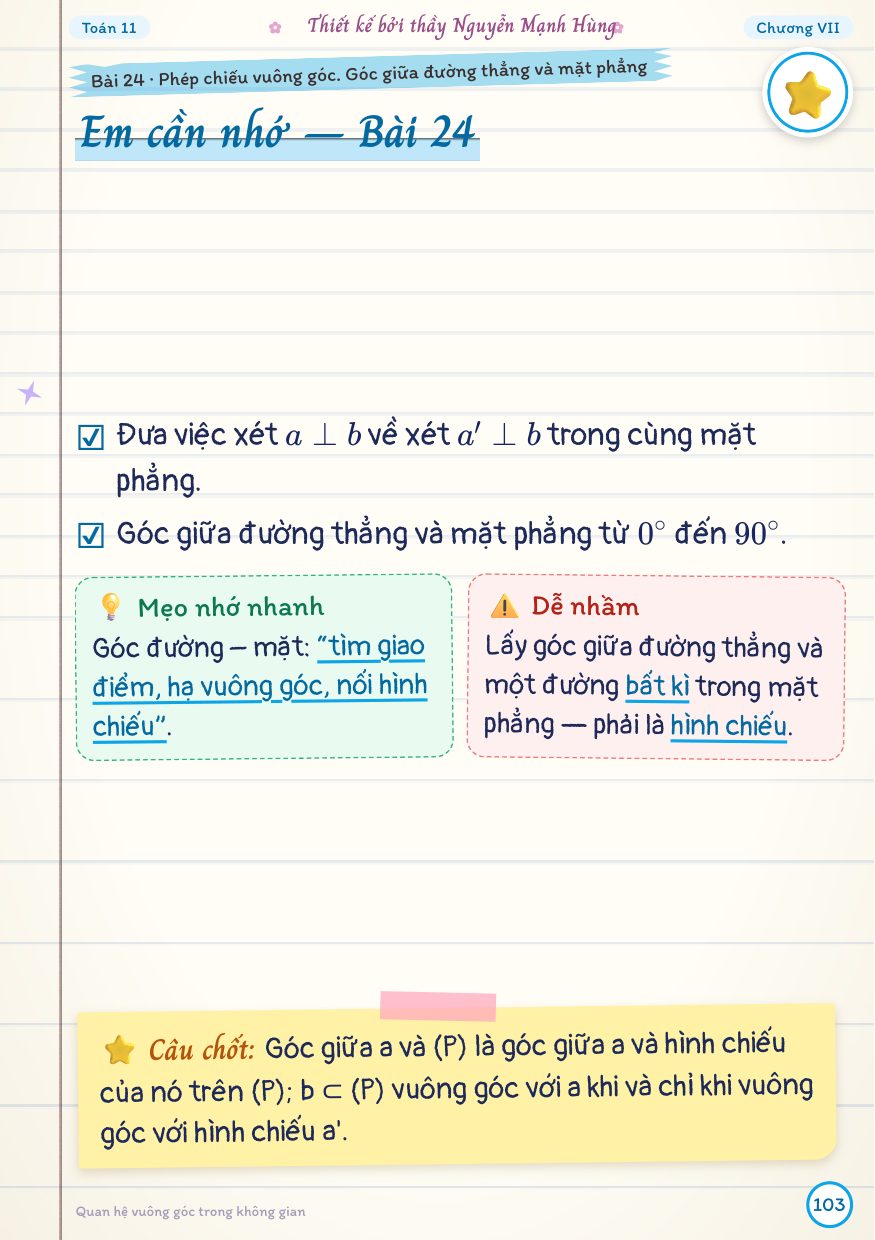 Toán 11
Thiết kế bởi thầy Nguyễn Mạnh Hùng
Chương VII
Bài 24 · Phép chiếu vuông góc. Góc giữa đường thẳng và mặt phẳng
Em cần nhớ — Bài 24
☑ Đưa việc xét a ⊥ b về xét a′ ⊥ b trong cùng mặt
phẳng.
☑ Góc giữa đường thẳng và mặt phẳng từ 0° đến 90°.
Mẹo nhớ nhanh
Góc đường – mặt: “tìm giao
điểm, hạ vuông góc, nối hình
chiếu”.
Dễ nhầm
Lấy góc giữa đường thẳng và
một đường bất kì trong mặt
phẳng — phải là hình chiếu.
Câu chốt: Góc giữa a và (P) là góc giữa a và hình chiếu
của nó trên (P); b ⊂ (P) vuông góc với a khi và chỉ khi vuông
góc với hình chiếu a'.
Quan hệ vuông góc trong không gian
103